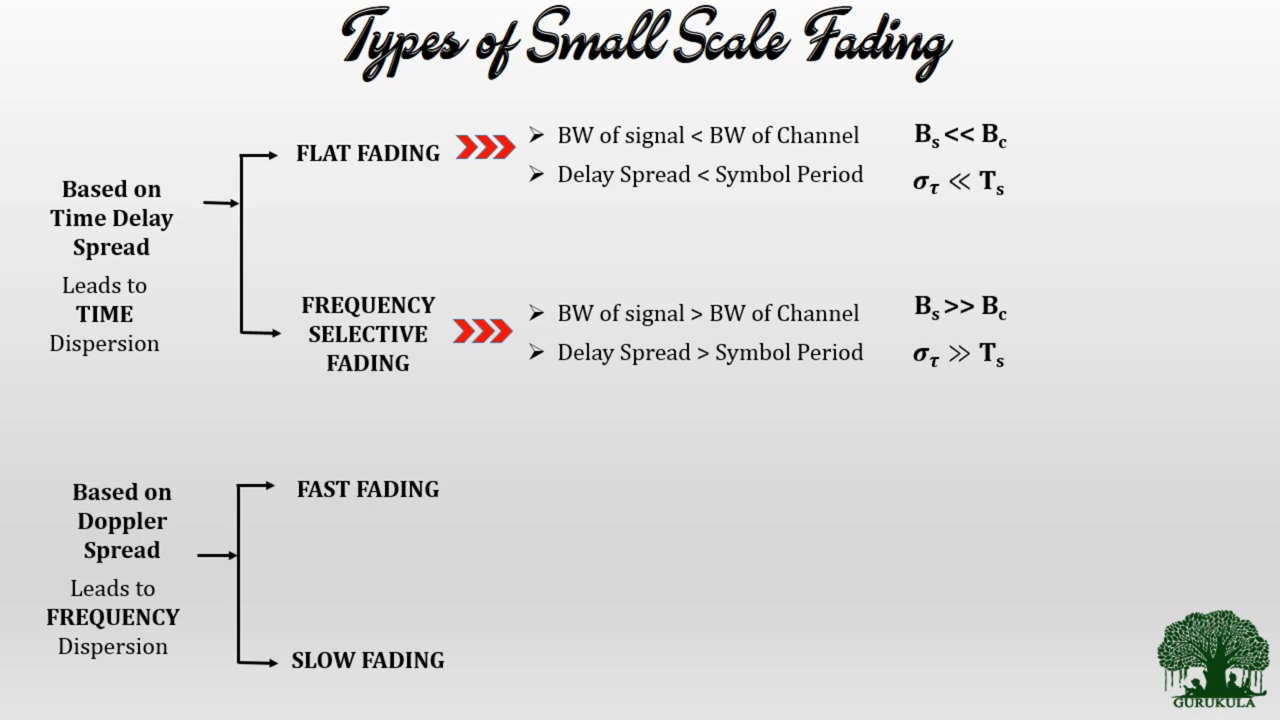 Types of Small Scale Fading
Based on
Time Delay
Spread
Leads to
TIME
Dispersion
FLAT FADING
➢ BW of signal < BW of Channel
➢ Delay Spread < Symbol Period
Bs << Bc
στ ≪ Ts
FREQUENCY
SELECTIVE
FADING
➢ BW of signal > BW of Channel
➢ Delay Spread > Symbol Period
Bs >> Bc
στ ≫ Ts
Based on
Doppler
Spread
Leads to
FREQUENCY
Dispersion
FAST FADING
SLOW FADING
GURUKULA